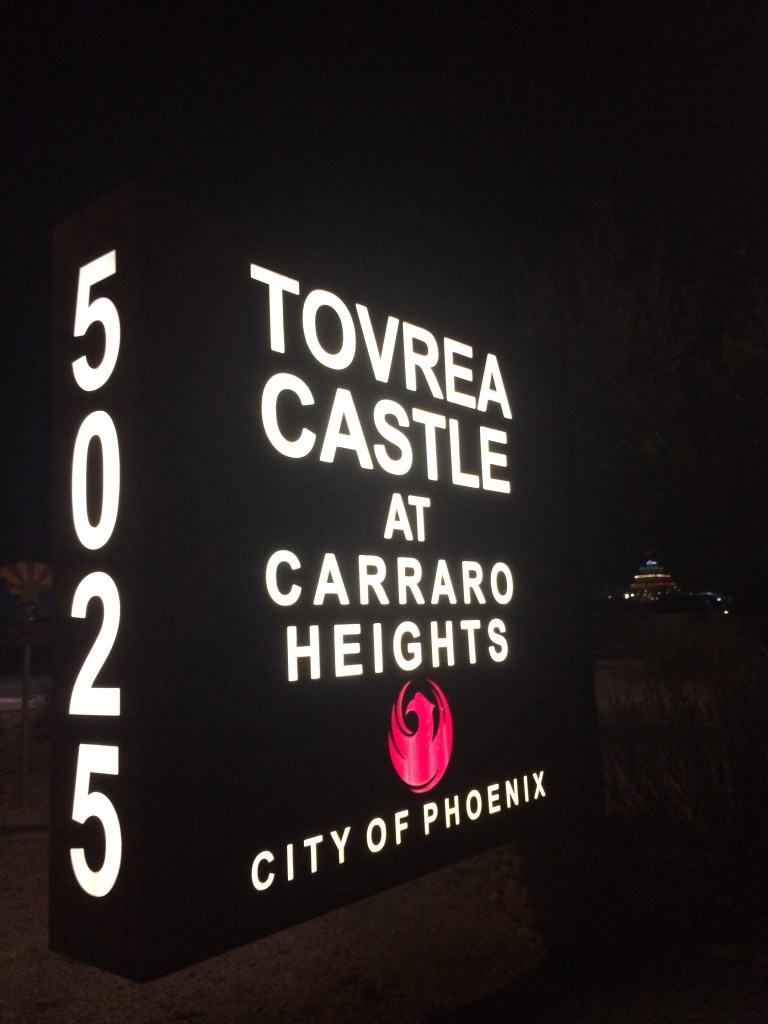 5025
TOVREA
CASTLE
AT
CARRARO
HEIGHTS
CITY OF PHOENIX